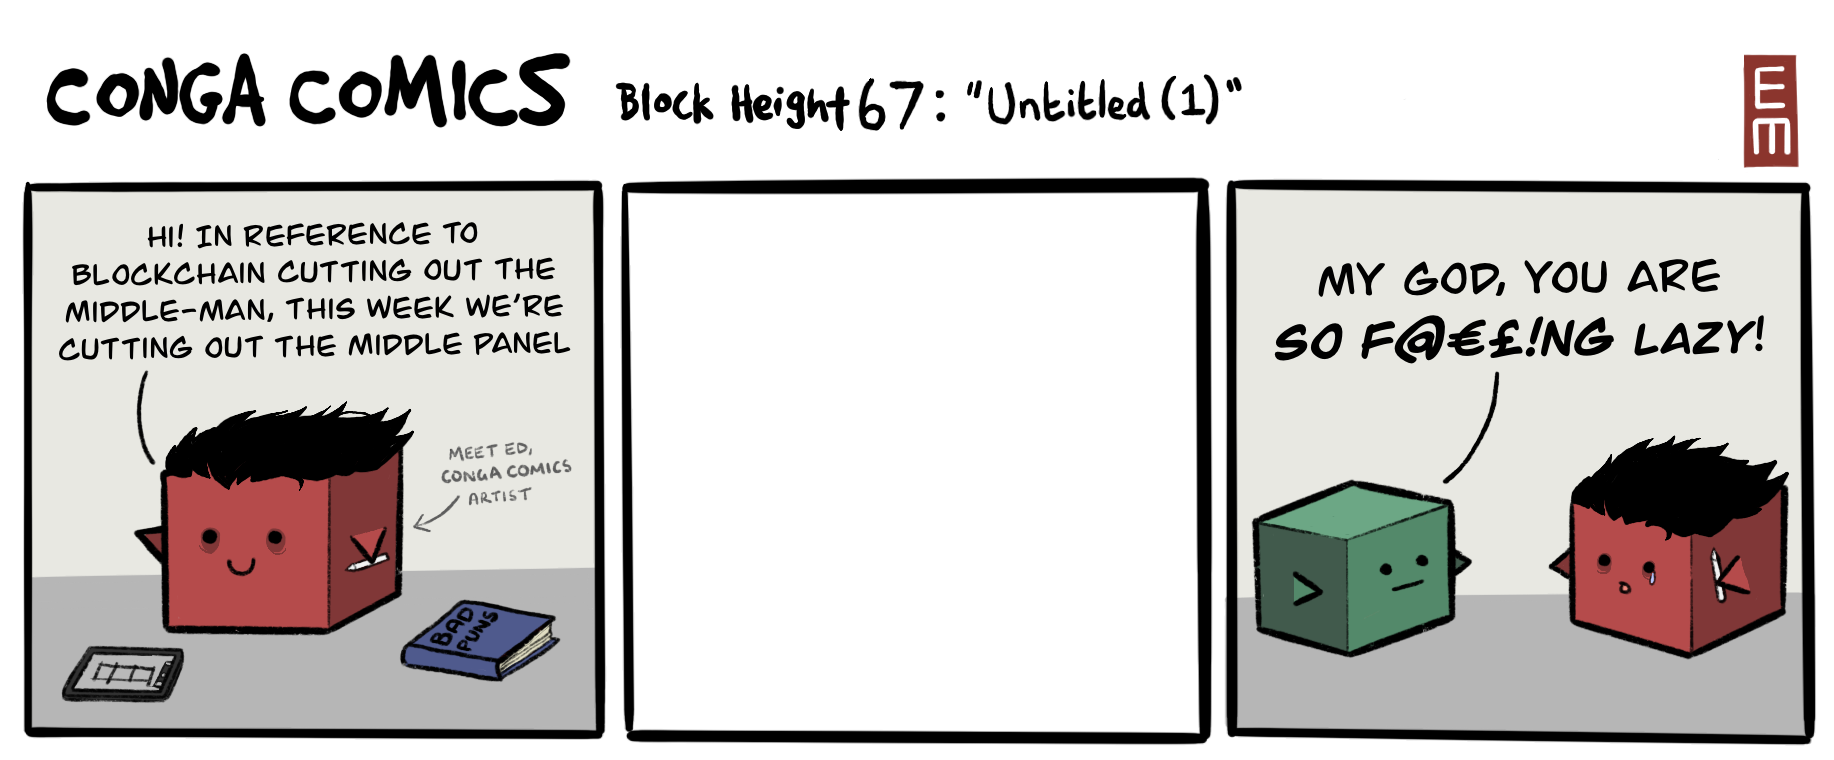 CONGA COMICS Block Height 67: "Untitled (1)"
HI! IN REFERENCE TO
BLOCKCHAIN CUTTING OUT THE
MIDDLE-MAN, THIS WEEK WE'RE
CUTTING OUT THE MIDDLE PANEL
MEET ED,
CONGA COMICS
ARTIST
BAD
PUNS
MY GOD, YOU ARE
SO F@€£!NG LAZY!